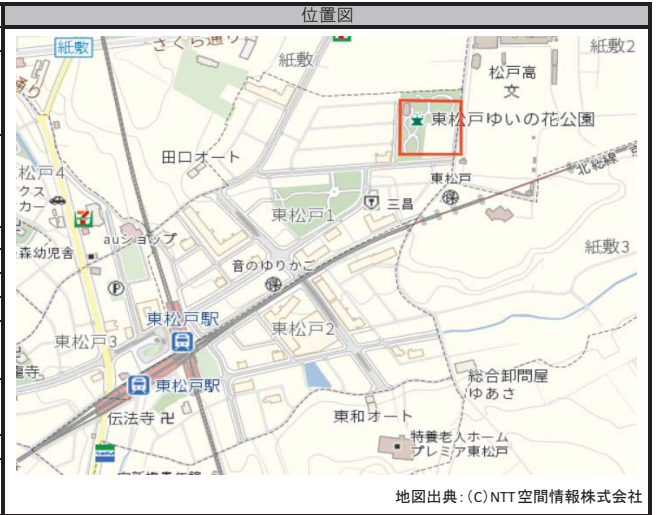 位置図
紙敷
さくら通り
紙敷
紙敷2
松戸高
文
東松戸ゆいの花公園
田口オート
北総線
松戸4
東松戸
クス
カー
三昌
東松戸1
auショップ
紙敷3
森幼児舎
音のゆりかご
P
東松戸駅
東松戸2
東松戸3
龍寺
東松戸駅
総合卸問屋
ゆあさ
伝法寺
東和オート
特養老人ホーム
プレミア東松戸
地図出典：(C)NTT空間情報株式会社